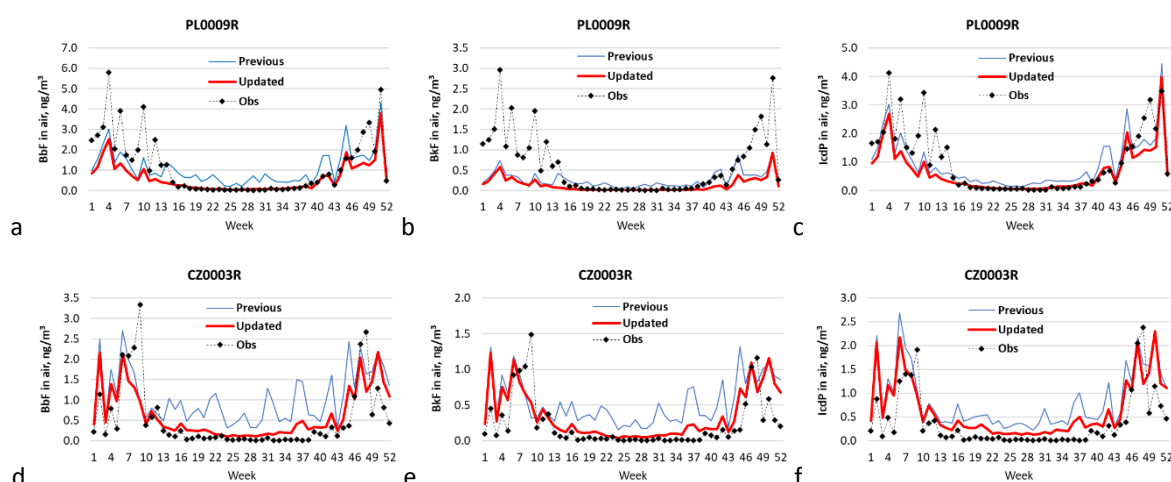 PL0009R
BbF in air, ng/m³
7.0
6.0
5.0
4.0
3.0
2.0
1.0
0.0
Previous
Updated
Obs
1 4 7 10 13 16 19 22 25 28 31 34 37 40 43 46 49 52
Week
a
PL0009R
BkF in air, ng/m³
3.5
3.0
2.5
2.0
1.5
1.0
0.5
0.0
Previous
Updated
Obs
1 4 7 10 13 16 19 22 25 28 31 34 37 40 43 46 49 52
Week
b
PL0009R
IcdP in air, ng/m³
5.0
4.0
3.0
2.0
1.0
0.0
Previous
Updated
Obs
1 4 7 10 13 16 19 22 25 28 31 34 37 40 43 46 49 52
Week
c
CZ0003R
BbF in air, ng/m³
3.5
3.0
2.5
2.0
1.5
1.0
0.5
0.0
Previous
Updated
Obs
1 4 7 10 13 16 19 22 25 28 31 34 37 40 43 46 49 52
Week
d
CZ0003R
BkF in air, ng/m³
2.0
1.5
1.0
0.5
0.0
Previous
Updated
Obs
1 4 7 10 13 16 19 22 25 28 31 34 37 40 43 46 49 52
Week
e
CZ0003R
IcdP in air, ng/m³
3.0
2.5
2.0
1.5
1.0
0.5
0.0
Previous
Updated
Obs
1 4 7 10 13 16 19 22 25 28 31 34 37 40 43 46 49 52
Week
f